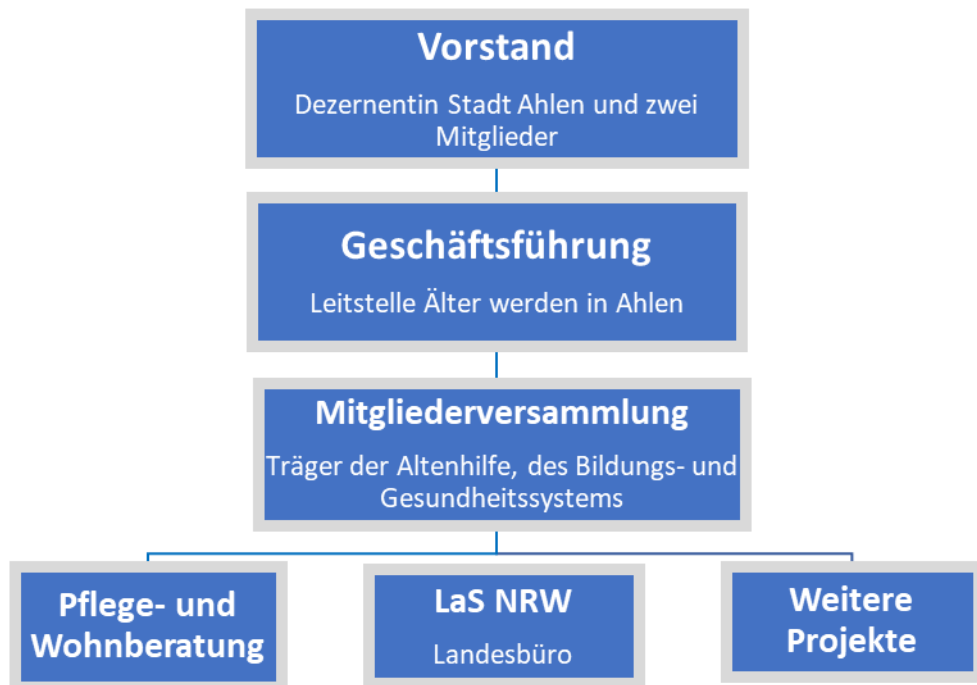 Vorstand
Dezernentin Stadt Ahlen und zwei
Mitglieder
Geschäftsführung
Leitstelle Älter werden in Ahlen
Mitgliederversammlung
Träger der Altenhilfe, des Bildungs- und
Gesundheitssystems
Pflege- und
Wohnberatung
LaS NRW
Landesbüro
Weitere
Projekte